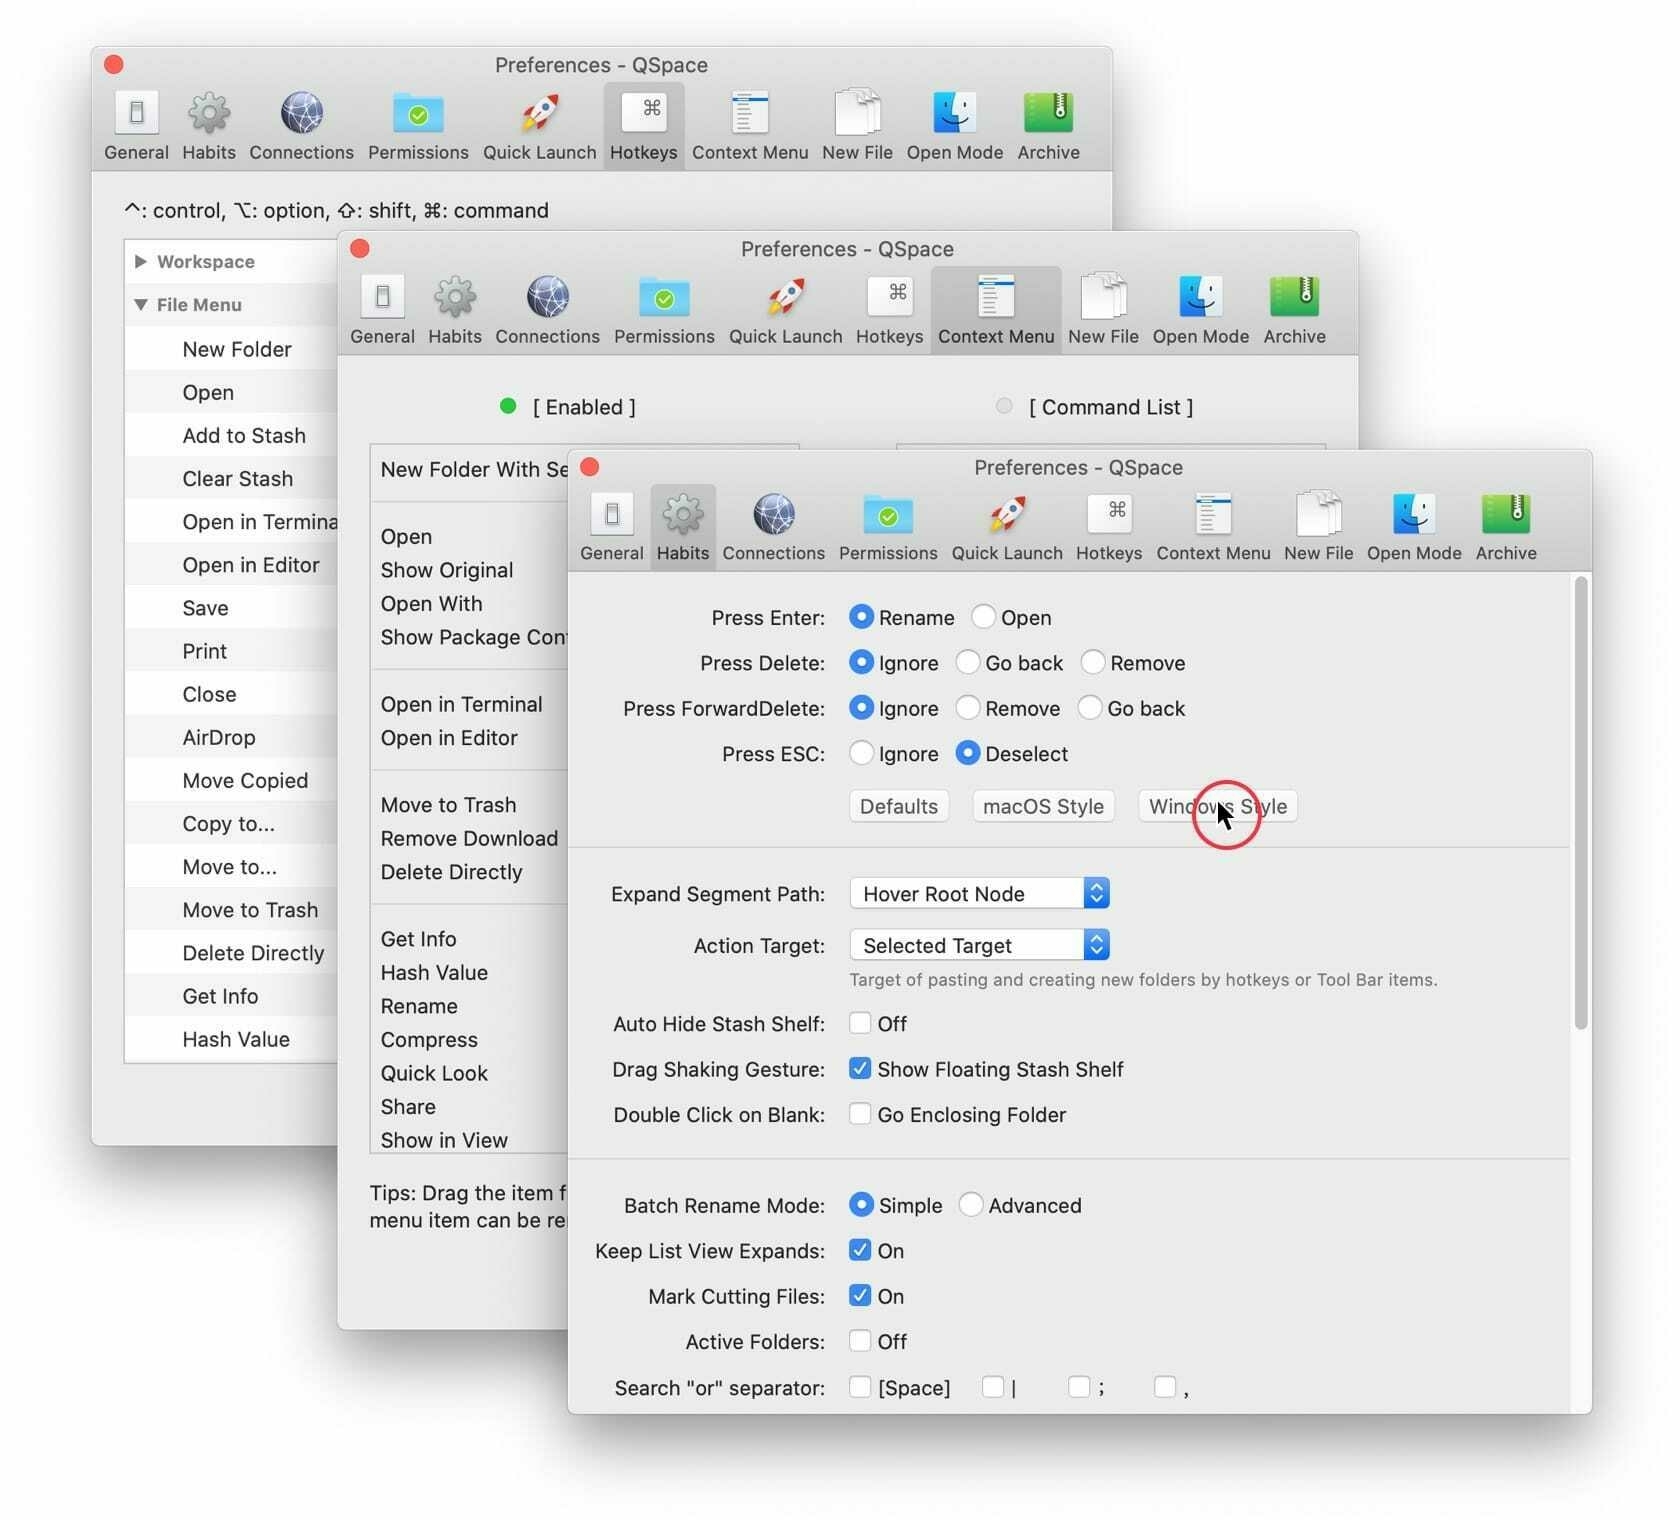 Preferences - QSpace
General Habits Connections Permissions Quick Launch Hotkeys Context Menu New File Open Mode Archive
^: control, ⌥: option, ⇧: shift, ⌘: command
Workspace
File Menu
New Folder
Open
Add to Stash
Clear Stash
Open in Termina
Open in Editor
Save
Print
Close
AirDrop
Move Copied
Copy to...
Move to...
Move to Trash
Delete Directly
Get Info
Hash Value
Preferences - QSpace
General Habits Connections Permissions Quick Launch Hotkeys Context Menu New File Open Mode Archive
[ Enabled ] [ Command List ]
New Folder With Se
Open
Show Original
Open With
Show Package Con
Open in Terminal
Open in Editor
Move to Trash
Remove Download
Delete Directly
Get Info
Hash Value
Rename
Compress
Quick Look
Share
Show in View
Tips: Drag the item f
menu item can be re
Preferences - QSpace
General Habits Connections Permissions Quick Launch Hotkeys Context Menu New File Open Mode Archive
Press Enter: Rename Open
Press Delete: Ignore Go back Remove
Press ForwardDelete: Ignore Remove Go back
Press ESC: Ignore Deselect
Defaults macOS Style Windows Style
Expand Segment Path: Hover Root Node
Action Target: Selected Target
Target of pasting and creating new folders by hotkeys or Tool Bar items.
Auto Hide Stash Shelf: Off
Drag Shaking Gesture: Show Floating Stash Shelf
Double Click on Blank: Go Enclosing Folder
Batch Rename Mode: Simple Advanced
Keep List View Expands: On
Mark Cutting Files: On
Active Folders: Off
Search "or" separator: [Space] | ; ,